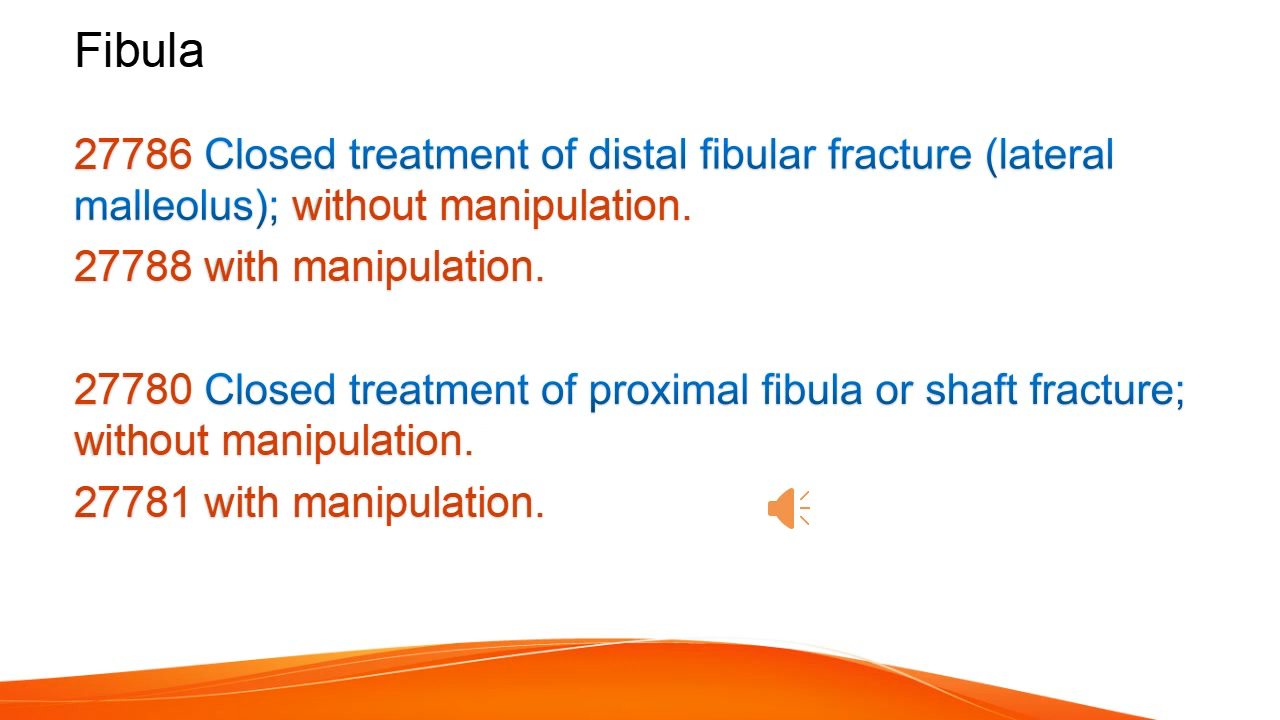 Fibula
27786 Closed treatment of distal fibular fracture (lateral
malleolus); without manipulation.
27788 with manipulation.
27780 Closed treatment of proximal fibula or shaft fracture;
without manipulation.
27781 with manipulation.